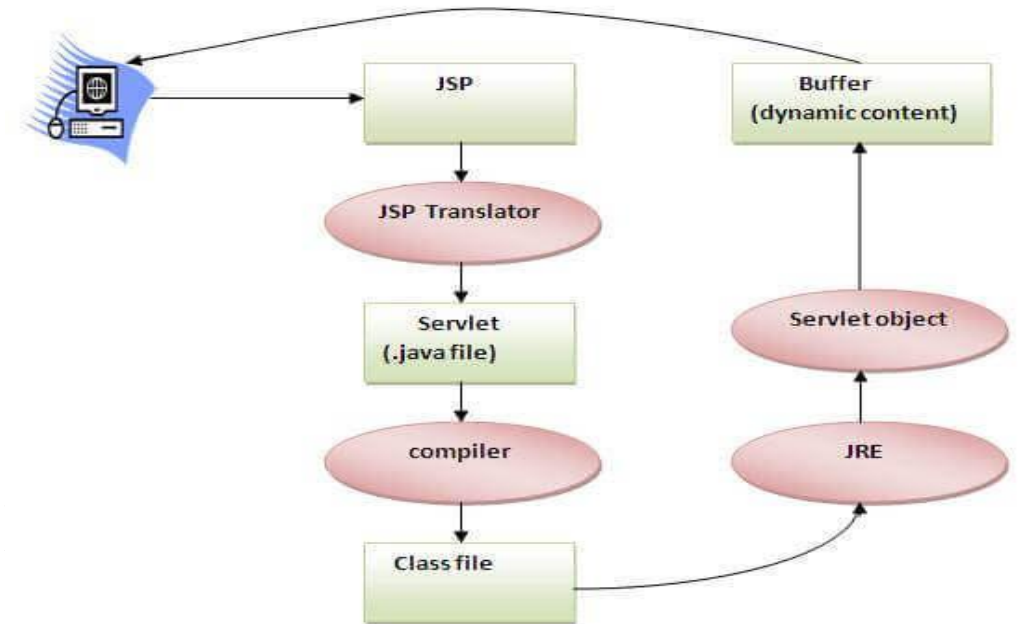 JSP
JSP Translator
Servlet
(.java file)
compiler
Class file
JRE
Servlet object
Buffer
(dynamic content)